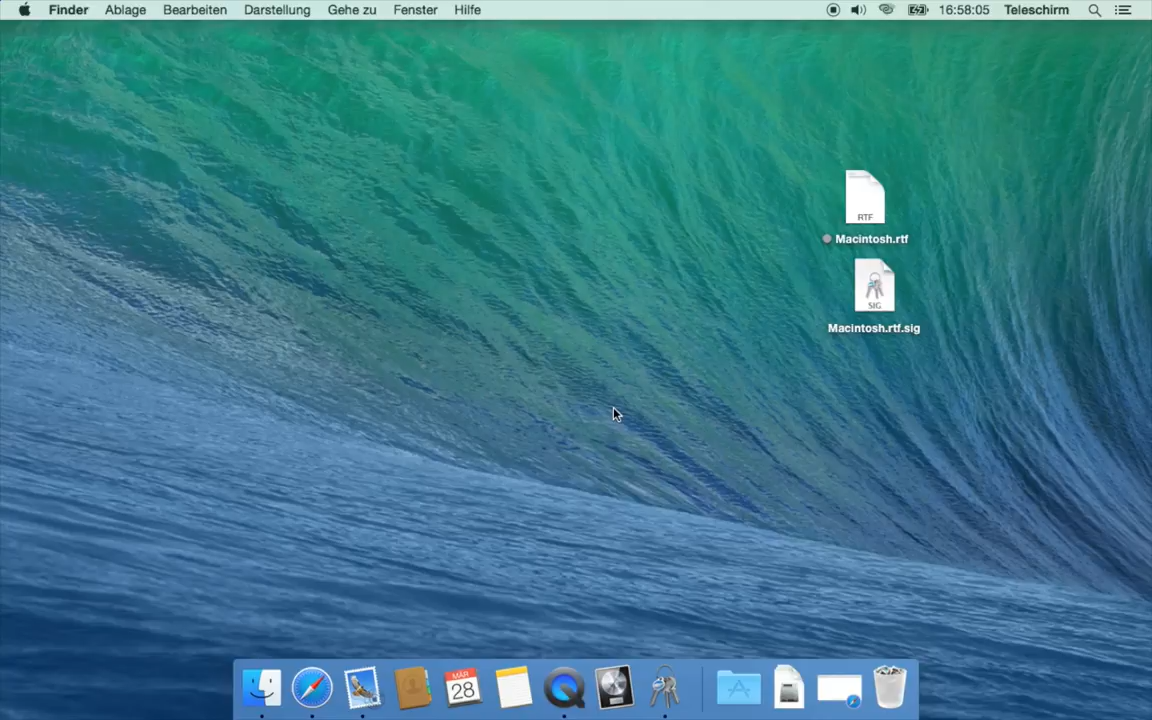 Finder Ablage Bearbeiten Darstellung Gehe zu Fenster Hilfe 16:58:05 Teleschirm
RTF
Macintosh.rtf
SIG
Macintosh.rtf.sig
MÄR
28